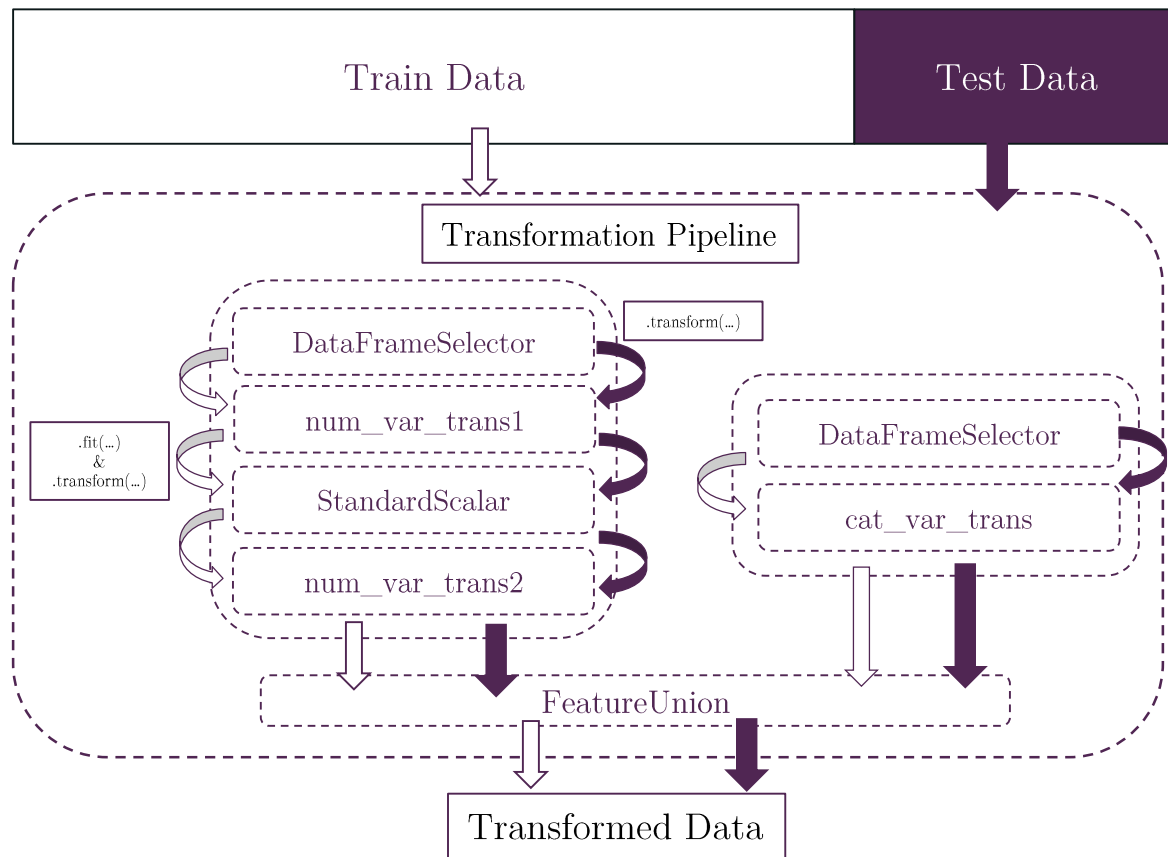 Train Data
Test Data
Transformation Pipeline
DataFrameSelector
.transform(...)
num_var_trans1
.fit(...)
&
.transform(...)
StandardScalar
num_var_trans2
DataFrameSelector
cat_var_trans
FeatureUnion
Transformed Data